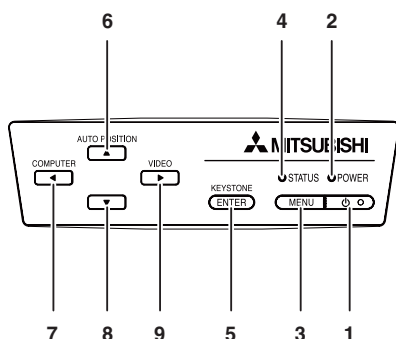 6 4 2
AUTO POSITION
MITSUBISHI
COMPUTER VIDEO
STATUS POWER
KEYSTONE
ENTER MENU
7 8 9 5 3 1